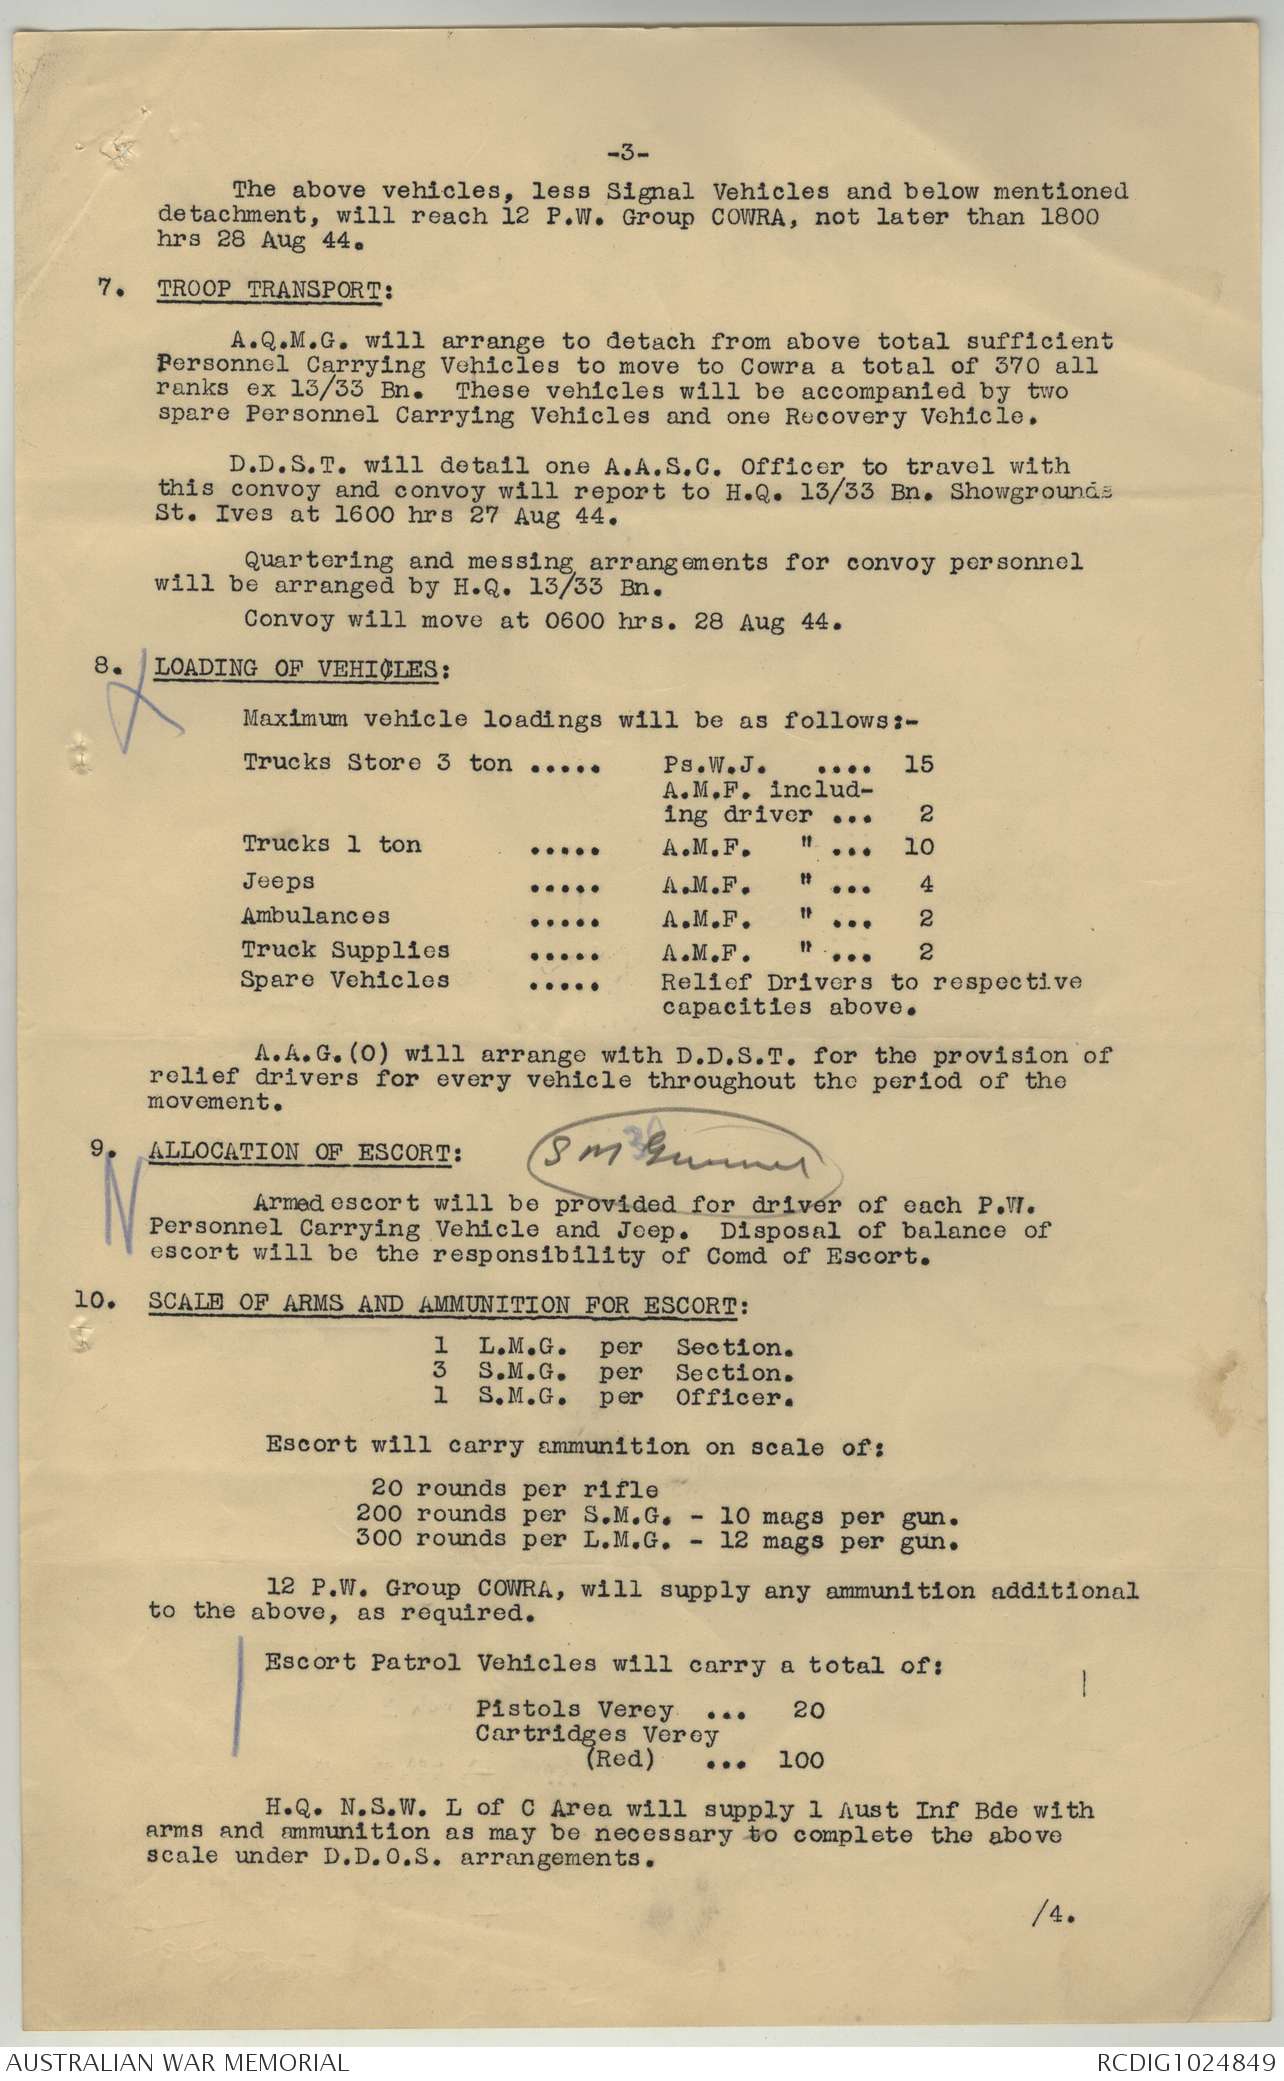 -3-
The above vehicles, less Signal Vehicles and below mentioned
detachment, will reach 12 P.W. Group COWRA, not later than 1800
hrs 28 Aug 44.
7. TROOP TRANSPORT:
A.Q.M.G. will arrange to detach from above total sufficient
Personnel Carrying Vehicles to move to Cowra a total of 370 all
ranks ex 13/33 Bn. These vehicles will be accompanied by two
spare Personnel Carrying Vehicles and one Recovery Vehicle.
D.D.S.T. will detail one A.A.S.C. Officer to travel with
this convoy and convoy will report to H.Q. 13/33 Bn. Showgrounds
St. Ives at 1600 hrs 27 Aug 44.
Quartering and messing arrangements for convoy personnel
will be arranged by H.Q. 13/33 Bn.
Convoy will move at 0600 hrs. 28 Aug 44.
8. LOADING OF VEHICLES:
Maximum vehicle loadings will be as follows:-
Trucks Store 3 ton ..... Ps.W.J. .... 15
A.M.F. includ-
ing driver ... 2
Trucks 1 ton ..... A.M.F. " ... 10
Jeeps ..... A.M.F. " ... 4
Ambulances ..... A.M.F. " ... 2
Truck Supplies ..... A.M.F. " ... 2
Spare Vehicles ..... Relief Drivers to respective
capacities above.
A.A.G.(O) will arrange with D.D.S.T. for the provision of
relief drivers for every vehicle throughout the period of the
movement.
9. ALLOCATION OF ESCORT:
S M Gunner
Armed escort will be provided for driver of each P.W.
Personnel Carrying Vehicle and Jeep. Disposal of balance of
escort will be the responsibility of Comd of Escort.
10. SCALE OF ARMS AND AMMUNITION FOR ESCORT:
1 L.M.G. per Section.
3 S.M.G. per Section.
1 S.M.G. per Officer.
Escort will carry ammunition on scale of:
20 rounds per rifle
200 rounds per S.M.G. - 10 mags per gun.
300 rounds per L.M.G. - 12 mags per gun.
12 P.W. Group COWRA, will supply any ammunition additional
to the above, as required.
Escort Patrol Vehicles will carry a total of:
Pistols Verey ... 20
Cartridges Verey
(Red) ... 100
H.Q. N.S.W. L of C Area will supply 1 Aust Inf Bde with
arms and ammunition as may be necessary to complete the above
scale under D.D.O.S. arrangements.
/4.
AUSTRALIAN WAR MEMORIAL
RCDIG1024849